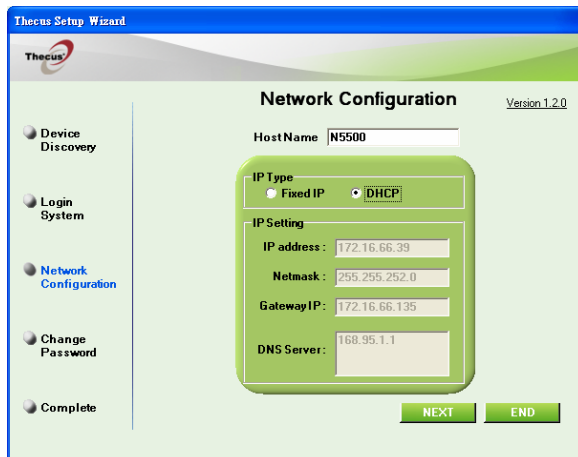 Thecus Setup Wizard
Thecus
Network Configuration
Version 1.2.0
Device
Discovery
Login
System
Network
Configuration
Change
Password
Complete
Host Name N5500
IP Type
Fixed IP DHCP
IP Setting
IP address : 172.16.66.39
Netmask : 255.255.252.0
Gateway IP : 172.16.66.135
DNS Server : 168.95.1.1
NEXT END